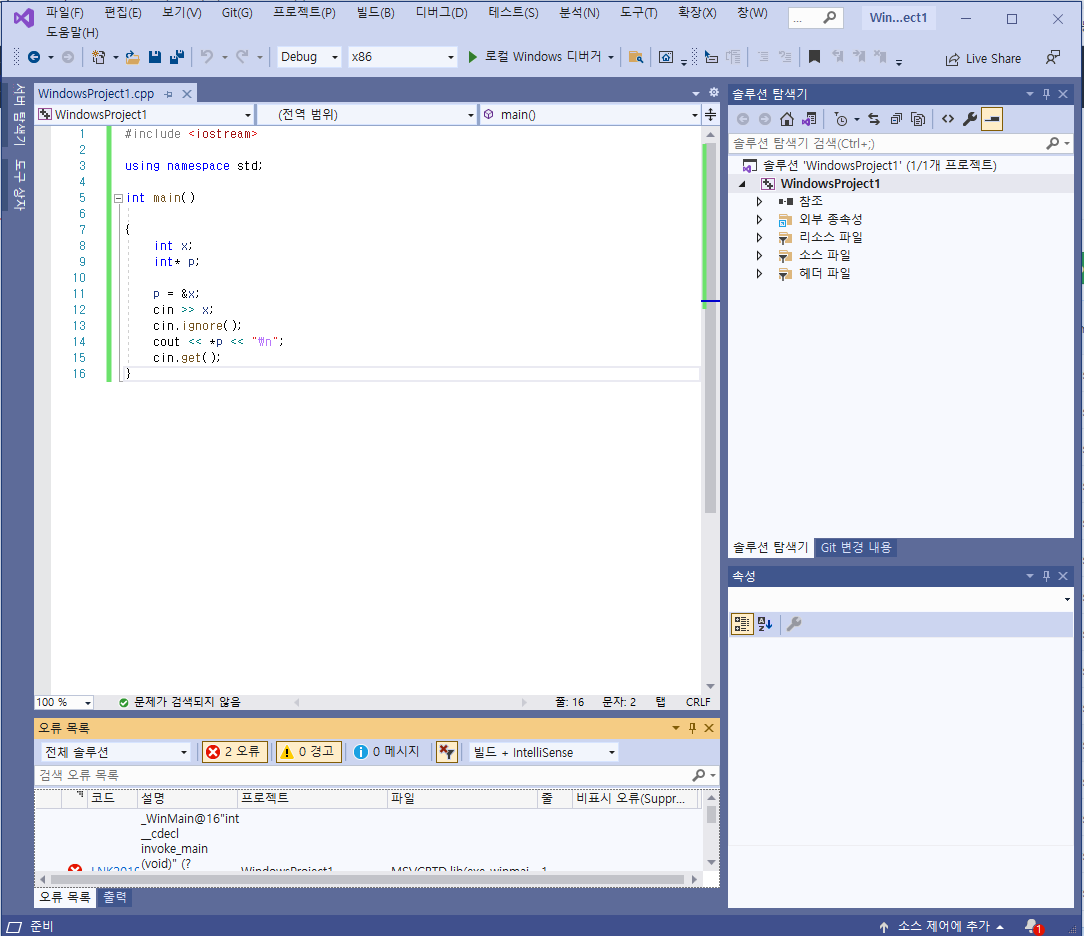 파일(F) 편집(E) 보기(V) Git(G) 프로젝트(P) 빌드(B) 디버그(D) 테스트(S) 분석(N) 도구(T) 확장(X) 창(W) ... Win...ect1
도움말(H)
Debug x86 로컬 Windows 디버거 Live Share
서버 탐색기
도구 상자
WindowsProject1.cpp
WindowsProject1 (전역 범위) main()
1 #include <iostream>
2
3 using namespace std;
4
5 int main()
6
7 {
8 int x;
9 int* p;
10
11 p = &x;
12 cin >> x;
13 cin.ignore();
14 cout << *p << "₩n";
15 cin.get();
16 }
100 % 문제가 검색되지 않음 줄: 16 문자: 2 탭 CRLF
오류 목록
전체 솔루션 2 오류 0 경고 0 메시지 빌드 + IntelliSense
검색 오류 목록
코드 설명 프로젝트 파일 줄 비표시 오류(Suppr...
_WinMain@16"int
__cdecl
invoke_main
(void)" (?
LNK2019 WindowsProject1 MSVCRTD.lib(exe_winmai 1
오류 목록 출력
솔루션 탐색기
솔루션 탐색기 검색(Ctrl+;)
솔루션 'WindowsProject1' (1/1개 프로젝트)
WindowsProject1
참조
외부 종속성
리소스 파일
소스 파일
헤더 파일
솔루션 탐색기 Git 변경 내용
속성
준비 소스 제어에 추가 1